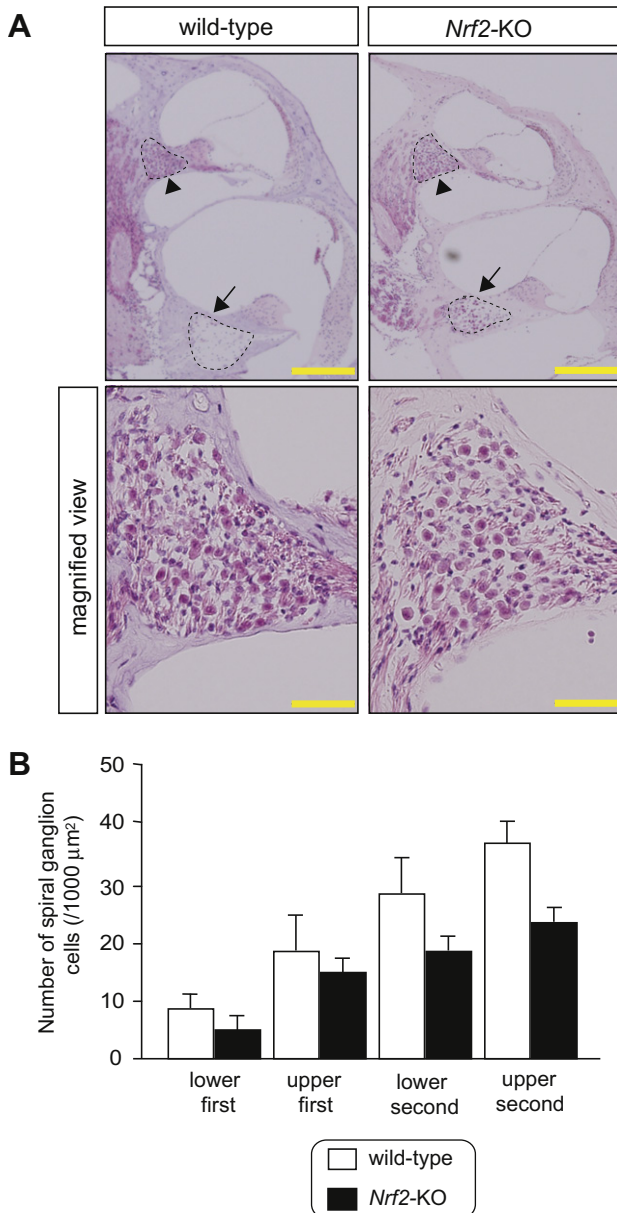 A
wild-type
Nrf2-KO
magnified view
B
Number of spiral ganglion
cells (/1000 μm²)
50
40
30
20
10
0
lower
first
upper
first
lower
second
upper
second
wild-type
Nrf2-KO